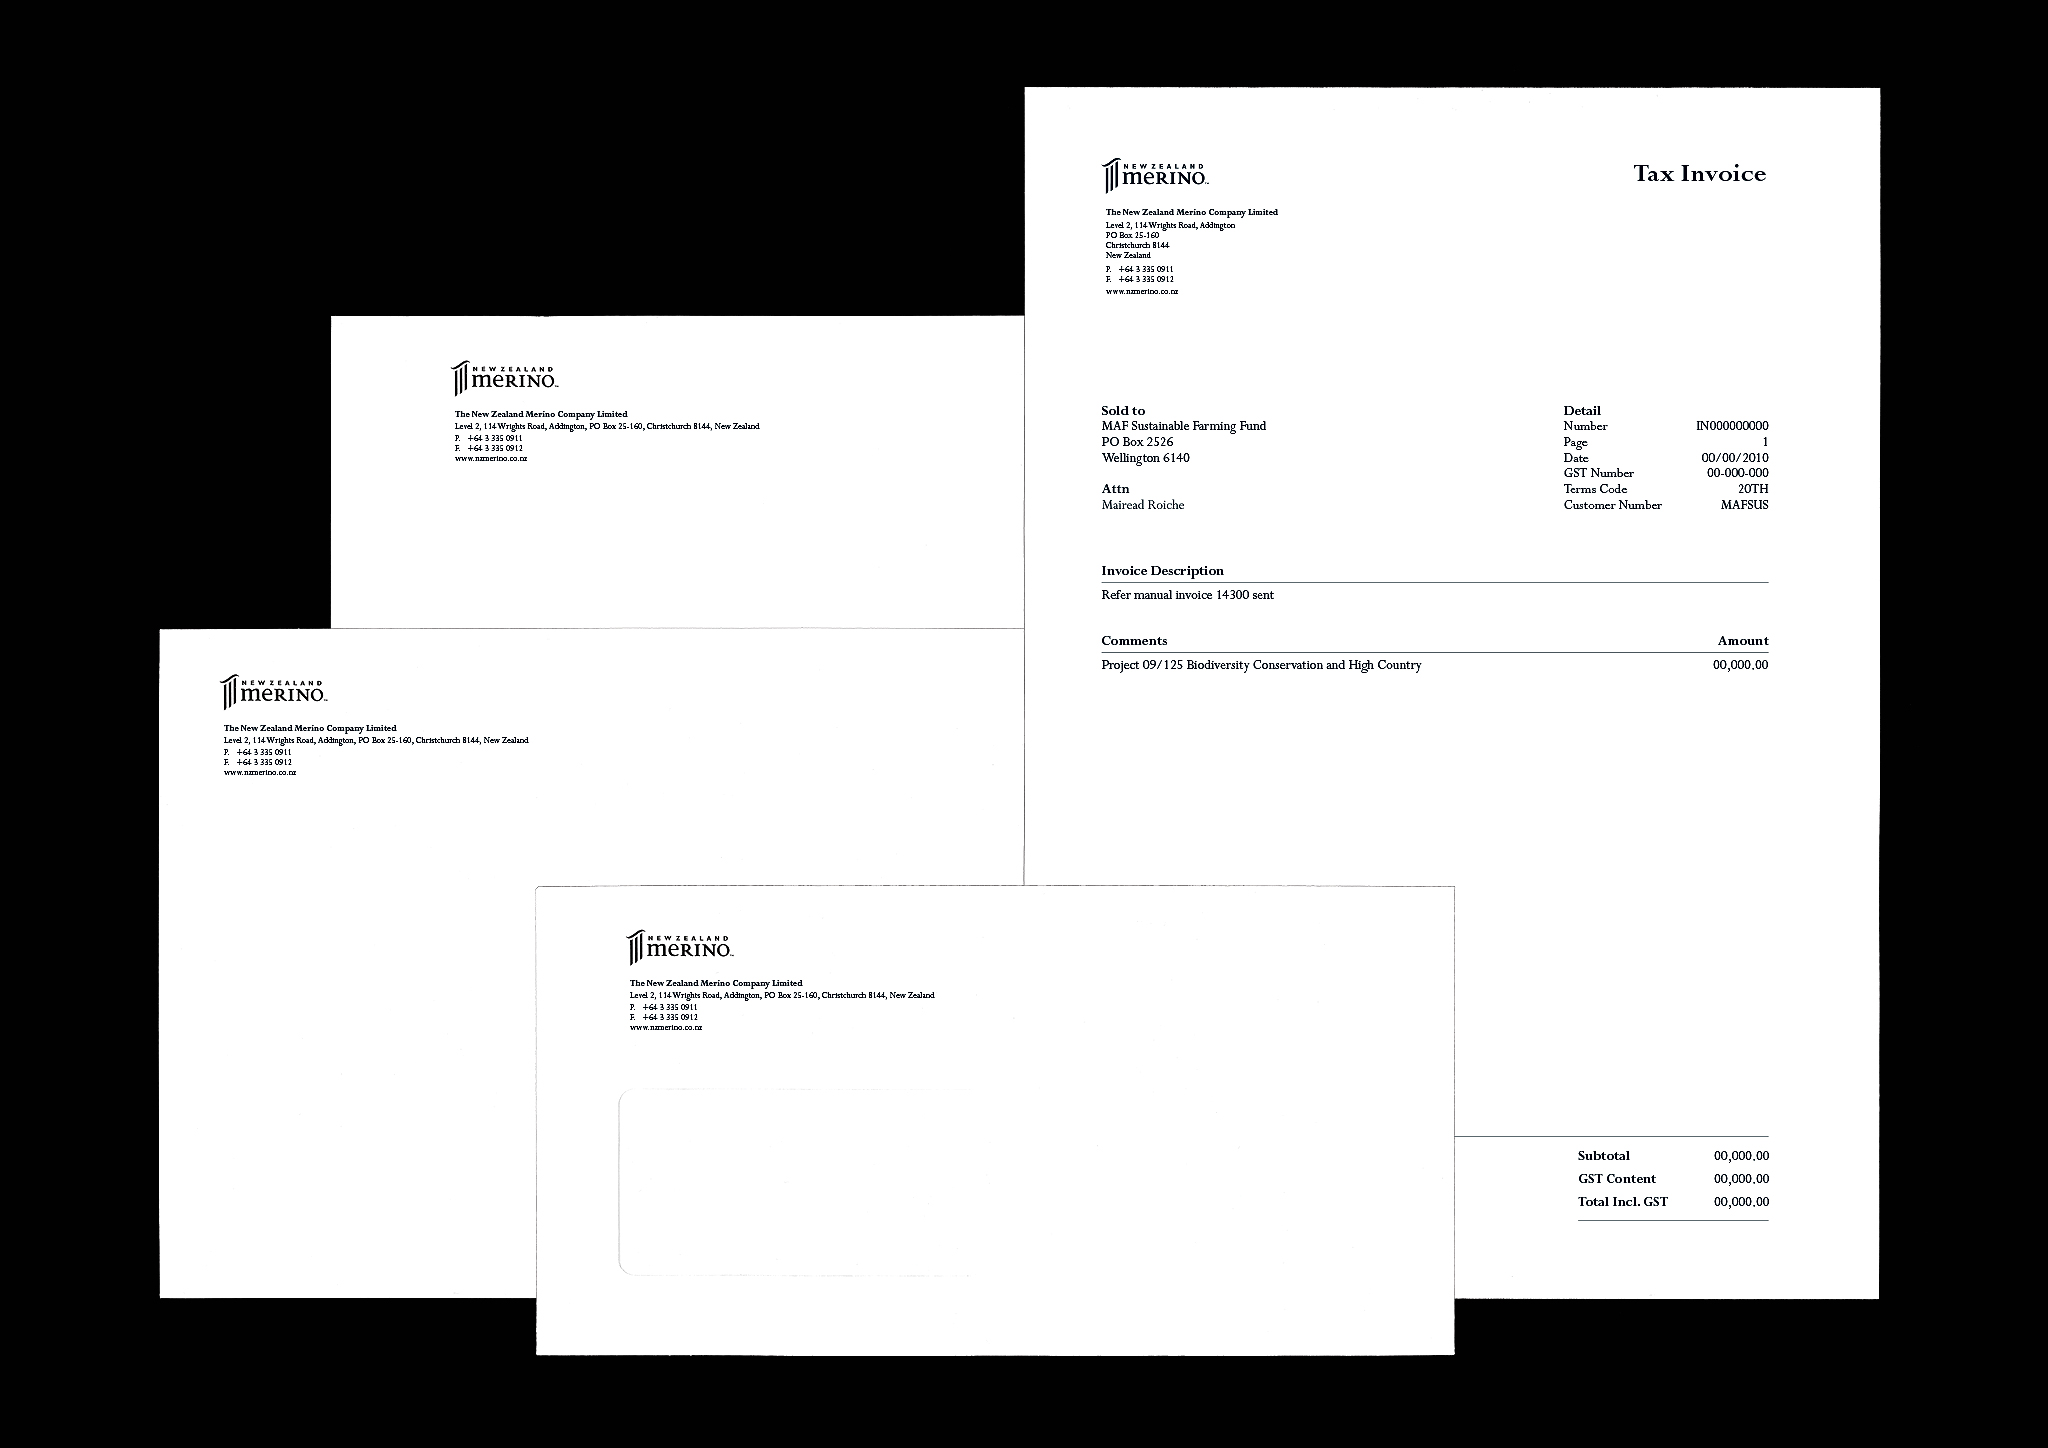 NEW ZEALAND
merino™
Tax Invoice
The New Zealand Merino Company Limited
Level 2, 114 Wrights Road, Addington
PO Box 25-160
Christchurch 8144
New Zealand
P. +64 3 335 0911
F. +64 3 335 0912
www.nzmerino.co.nz
Sold to
MAF Sustainable Farming Fund
PO Box 2526
Wellington 6140
Attn
Mairead Roiche
Detail
Number IN000000000
Page 1
Date 00/00/2010
GST Number 00-000-000
Terms Code 20TH
Customer Number MAFSUS
Invoice Description
Refer manual invoice 14300 sent
Comments Amount
Project 09/125 Biodiversity Conservation and High Country 00,000.00
Subtotal 00,000.00
GST Content 00,000.00
Total Incl. GST 00,000.00
NEW ZEALAND
merino™
The New Zealand Merino Company Limited
Level 2, 114 Wrights Road, Addington, PO Box 25-160, Christchurch 8144, New Zealand
P. +64 3 335 0911
F. +64 3 335 0912
www.nzmerino.co.nz
NEW ZEALAND
merino™
The New Zealand Merino Company Limited
Level 2, 114 Wrights Road, Addington, PO Box 25-160, Christchurch 8144, New Zealand
P. +64 3 335 0911
F. +64 3 335 0912
www.nzmerino.co.nz
NEW ZEALAND
merino™
The New Zealand Merino Company Limited
Level 2, 114 Wrights Road, Addington, PO Box 25-160, Christchurch 8144, New Zealand
P. +64 3 335 0911
F. +64 3 335 0912
www.nzmerino.co.nz